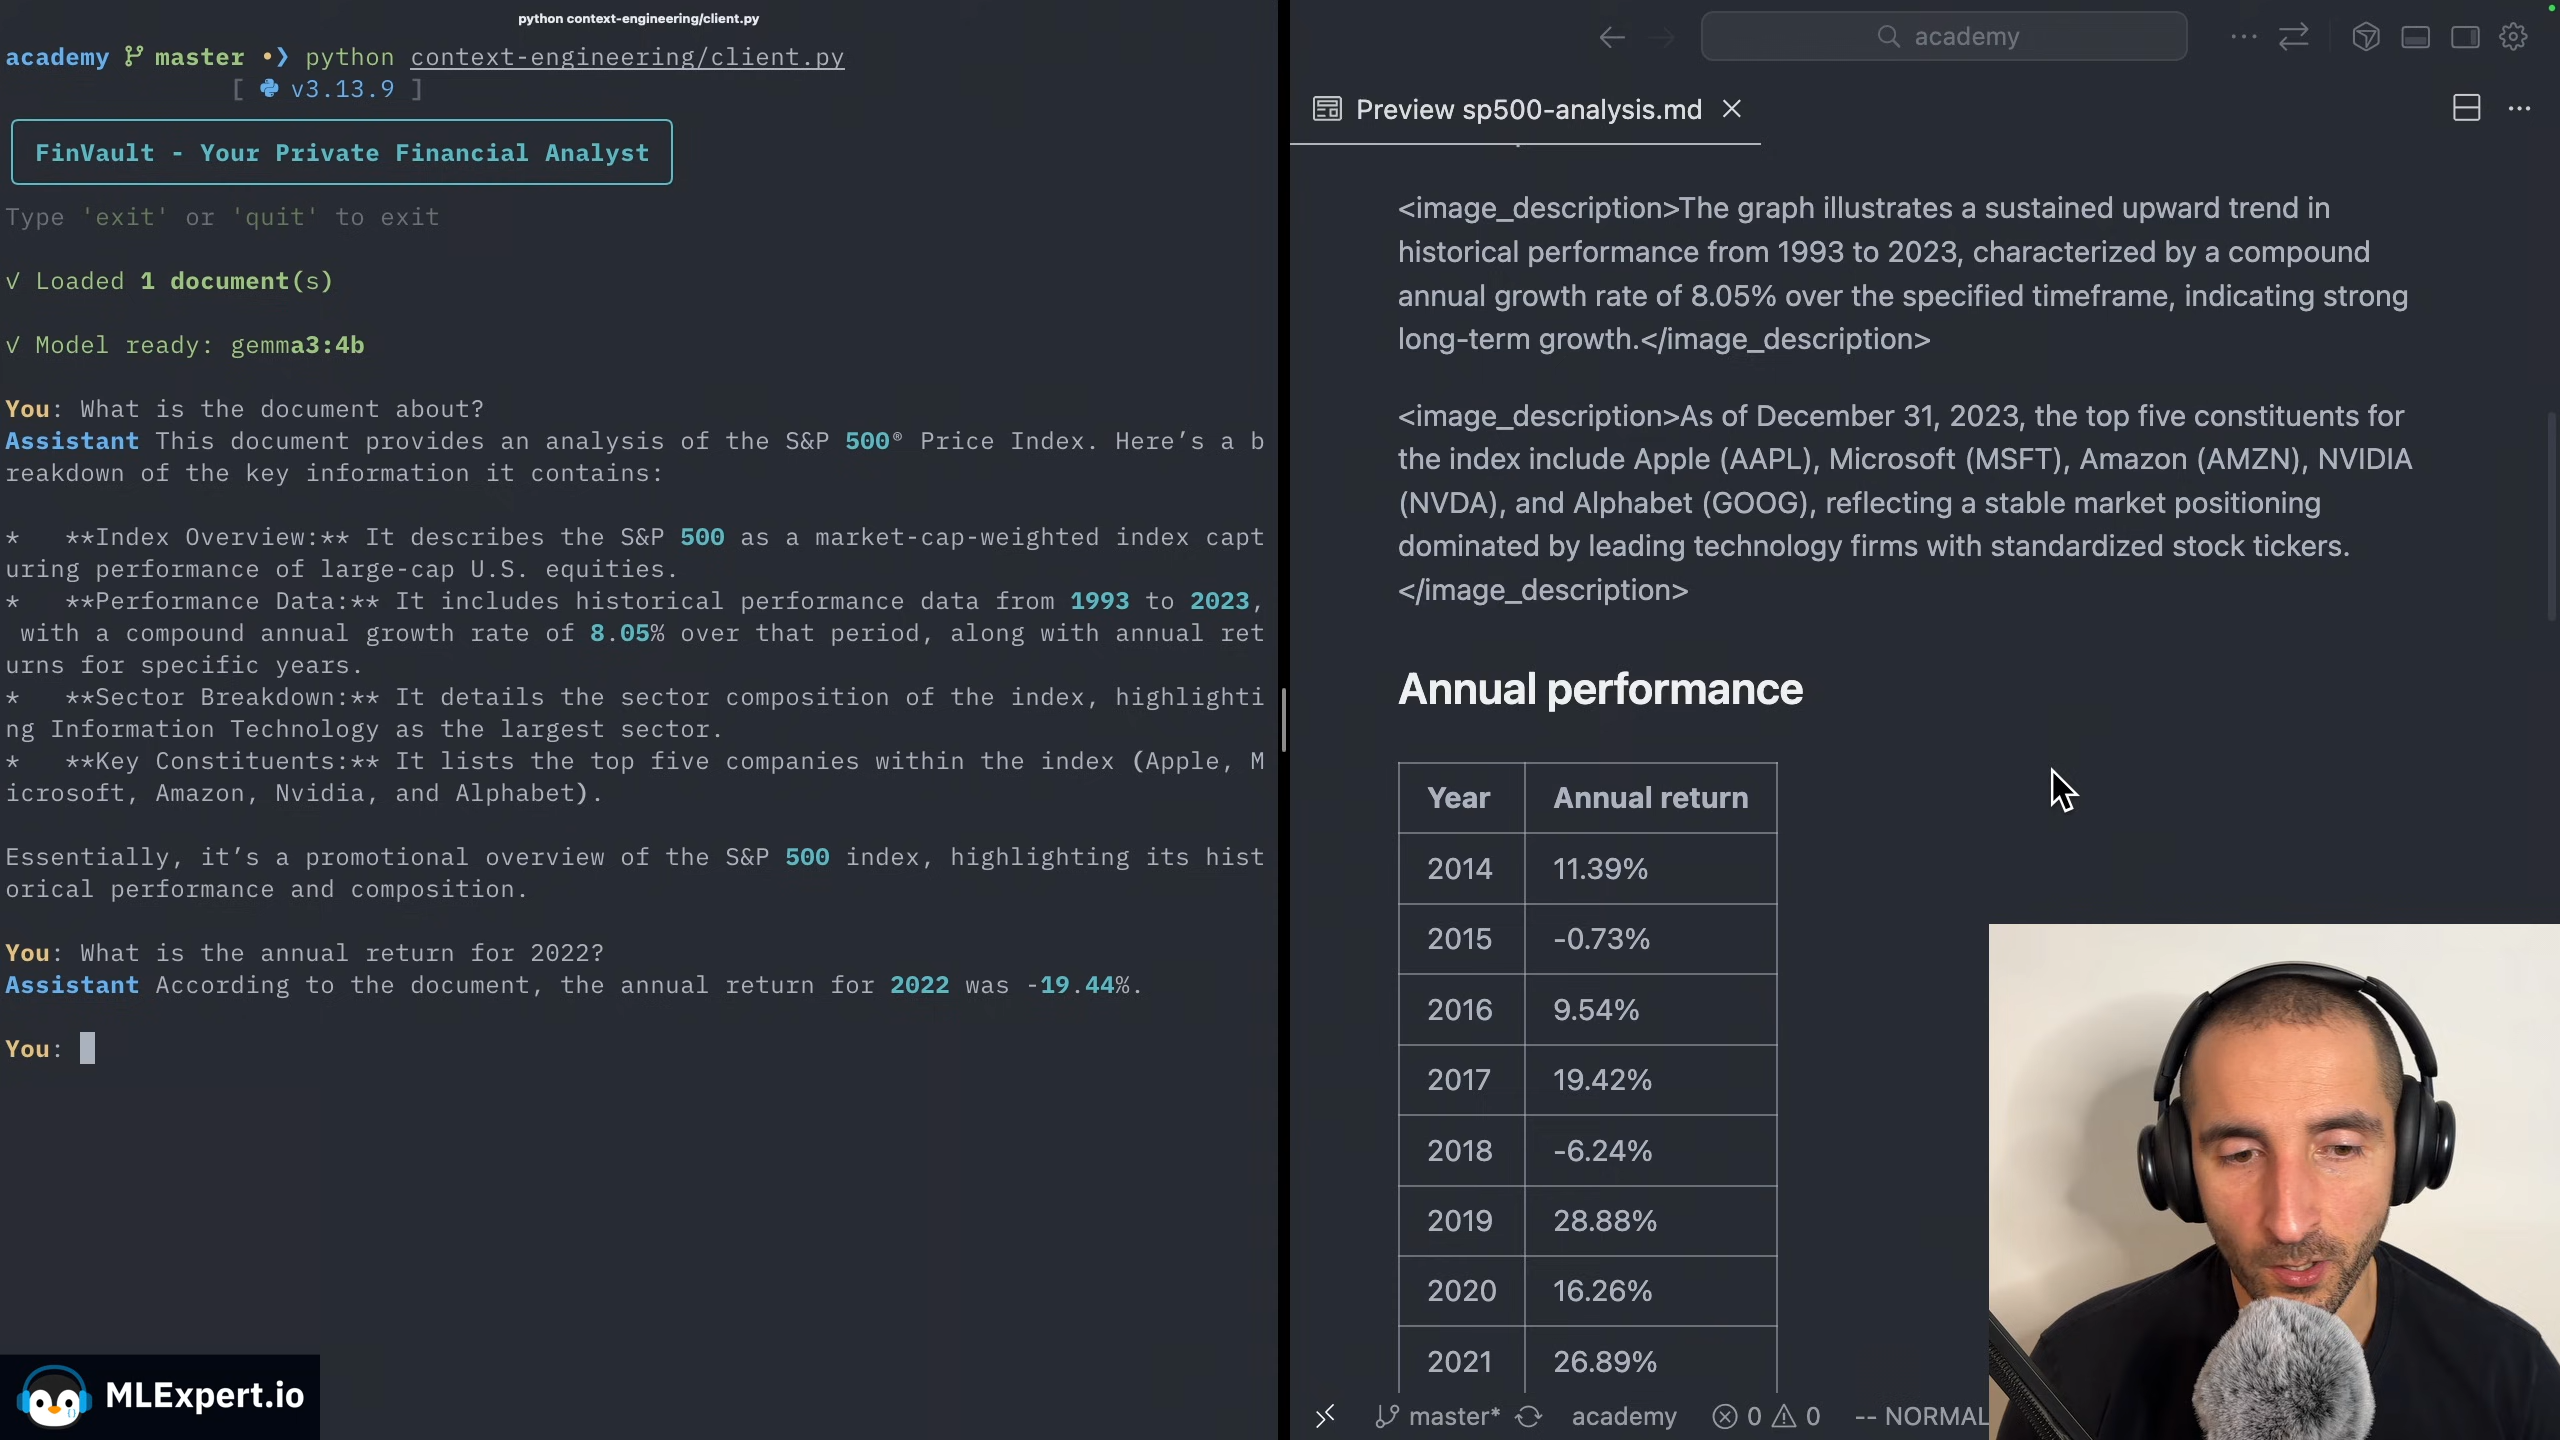 python context-engineering/client.py
academy master •❯ python context-engineering/client.py
[ v3.13.9 ]
FinVault - Your Private Financial Analyst
Type 'exit' or 'quit' to exit
√ Loaded 1 document(s)
√ Model ready: gemma3:4b
You: What is the document about?
Assistant This document provides an analysis of the S&P 500® Price Index. Here’s a b
reakdown of the key information it contains:
*   **Index Overview:** It describes the S&P 500 as a market-cap-weighted index capt
uring performance of large-cap U.S. equities.
*   **Performance Data:** It includes historical performance data from 1993 to 2023,
with a compound annual growth rate of 8.05% over that period, along with annual ret
urns for specific years.
*   **Sector Breakdown:** It details the sector composition of the index, highlighti
ng Information Technology as the largest sector.
*   **Key Constituents:** It lists the top five companies within the index (Apple, M
icrosoft, Amazon, Nvidia, and Alphabet).
Essentially, it’s a promotional overview of the S&P 500 index, highlighting its hist
orical performance and composition.
You: What is the annual return for 2022?
Assistant According to the document, the annual return for 2022 was -19.44%.
You:
MLExpert.io
academy
Preview sp500-analysis.md
<image_description>The graph illustrates a sustained upward trend in
historical performance from 1993 to 2023, characterized by a compound
annual growth rate of 8.05% over the specified timeframe, indicating strong
long-term growth.</image_description>
<image_description>As of December 31, 2023, the top five constituents for
the index include Apple (AAPL), Microsoft (MSFT), Amazon (AMZN), NVIDIA
(NVDA), and Alphabet (GOOG), reflecting a stable market positioning
dominated by leading technology firms with standardized stock tickers.
</image_description>
Annual performance
Year Annual return
2014 11.39%
2015 -0.73%
2016 9.54%
2017 19.42%
2018 -6.24%
2019 28.88%
2020 16.26%
2021 26.89%
master* academy 0 0 -- NORMAL